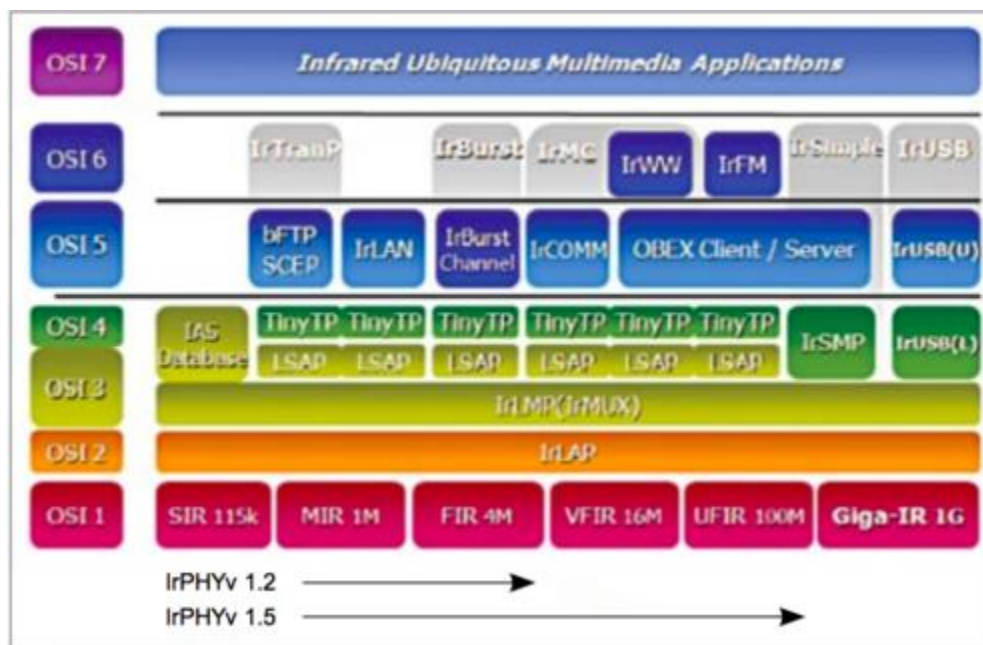 OSI 7
Infrared Ubiquitous Multimedia Applications
OSI 6
IrTranP
IrBurst
IrMC
IrWW
IrFM
IrSimple
IrUSB
OSI 5
bFTP
SCEP
IrLAN
IrBurst
Channel
IrCOMM
OBEX Client / Server
IrUSB(U)
OSI 4
IAS
Database
TinyTP TinyTP TinyTP TinyTP TinyTP TinyTP
IrSMP
IrUSB(L)
LSAP LSAP LSAP LSAP LSAP LSAP
OSI 3
IrLMP(IrMUX)
OSI 2
IrLAP
OSI 1
SIR 115k
MIR 1M
FIR 4M
VFIR 16M
UFIR 100M
Giga-IR 1G
IrPHYv 1.2
IrPHYv 1.5